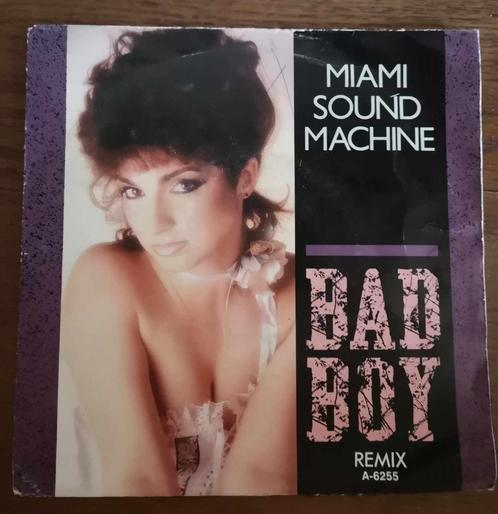 MIAMI
SOUND
MACHINE
BAD
BOY
REMIX
A-6255